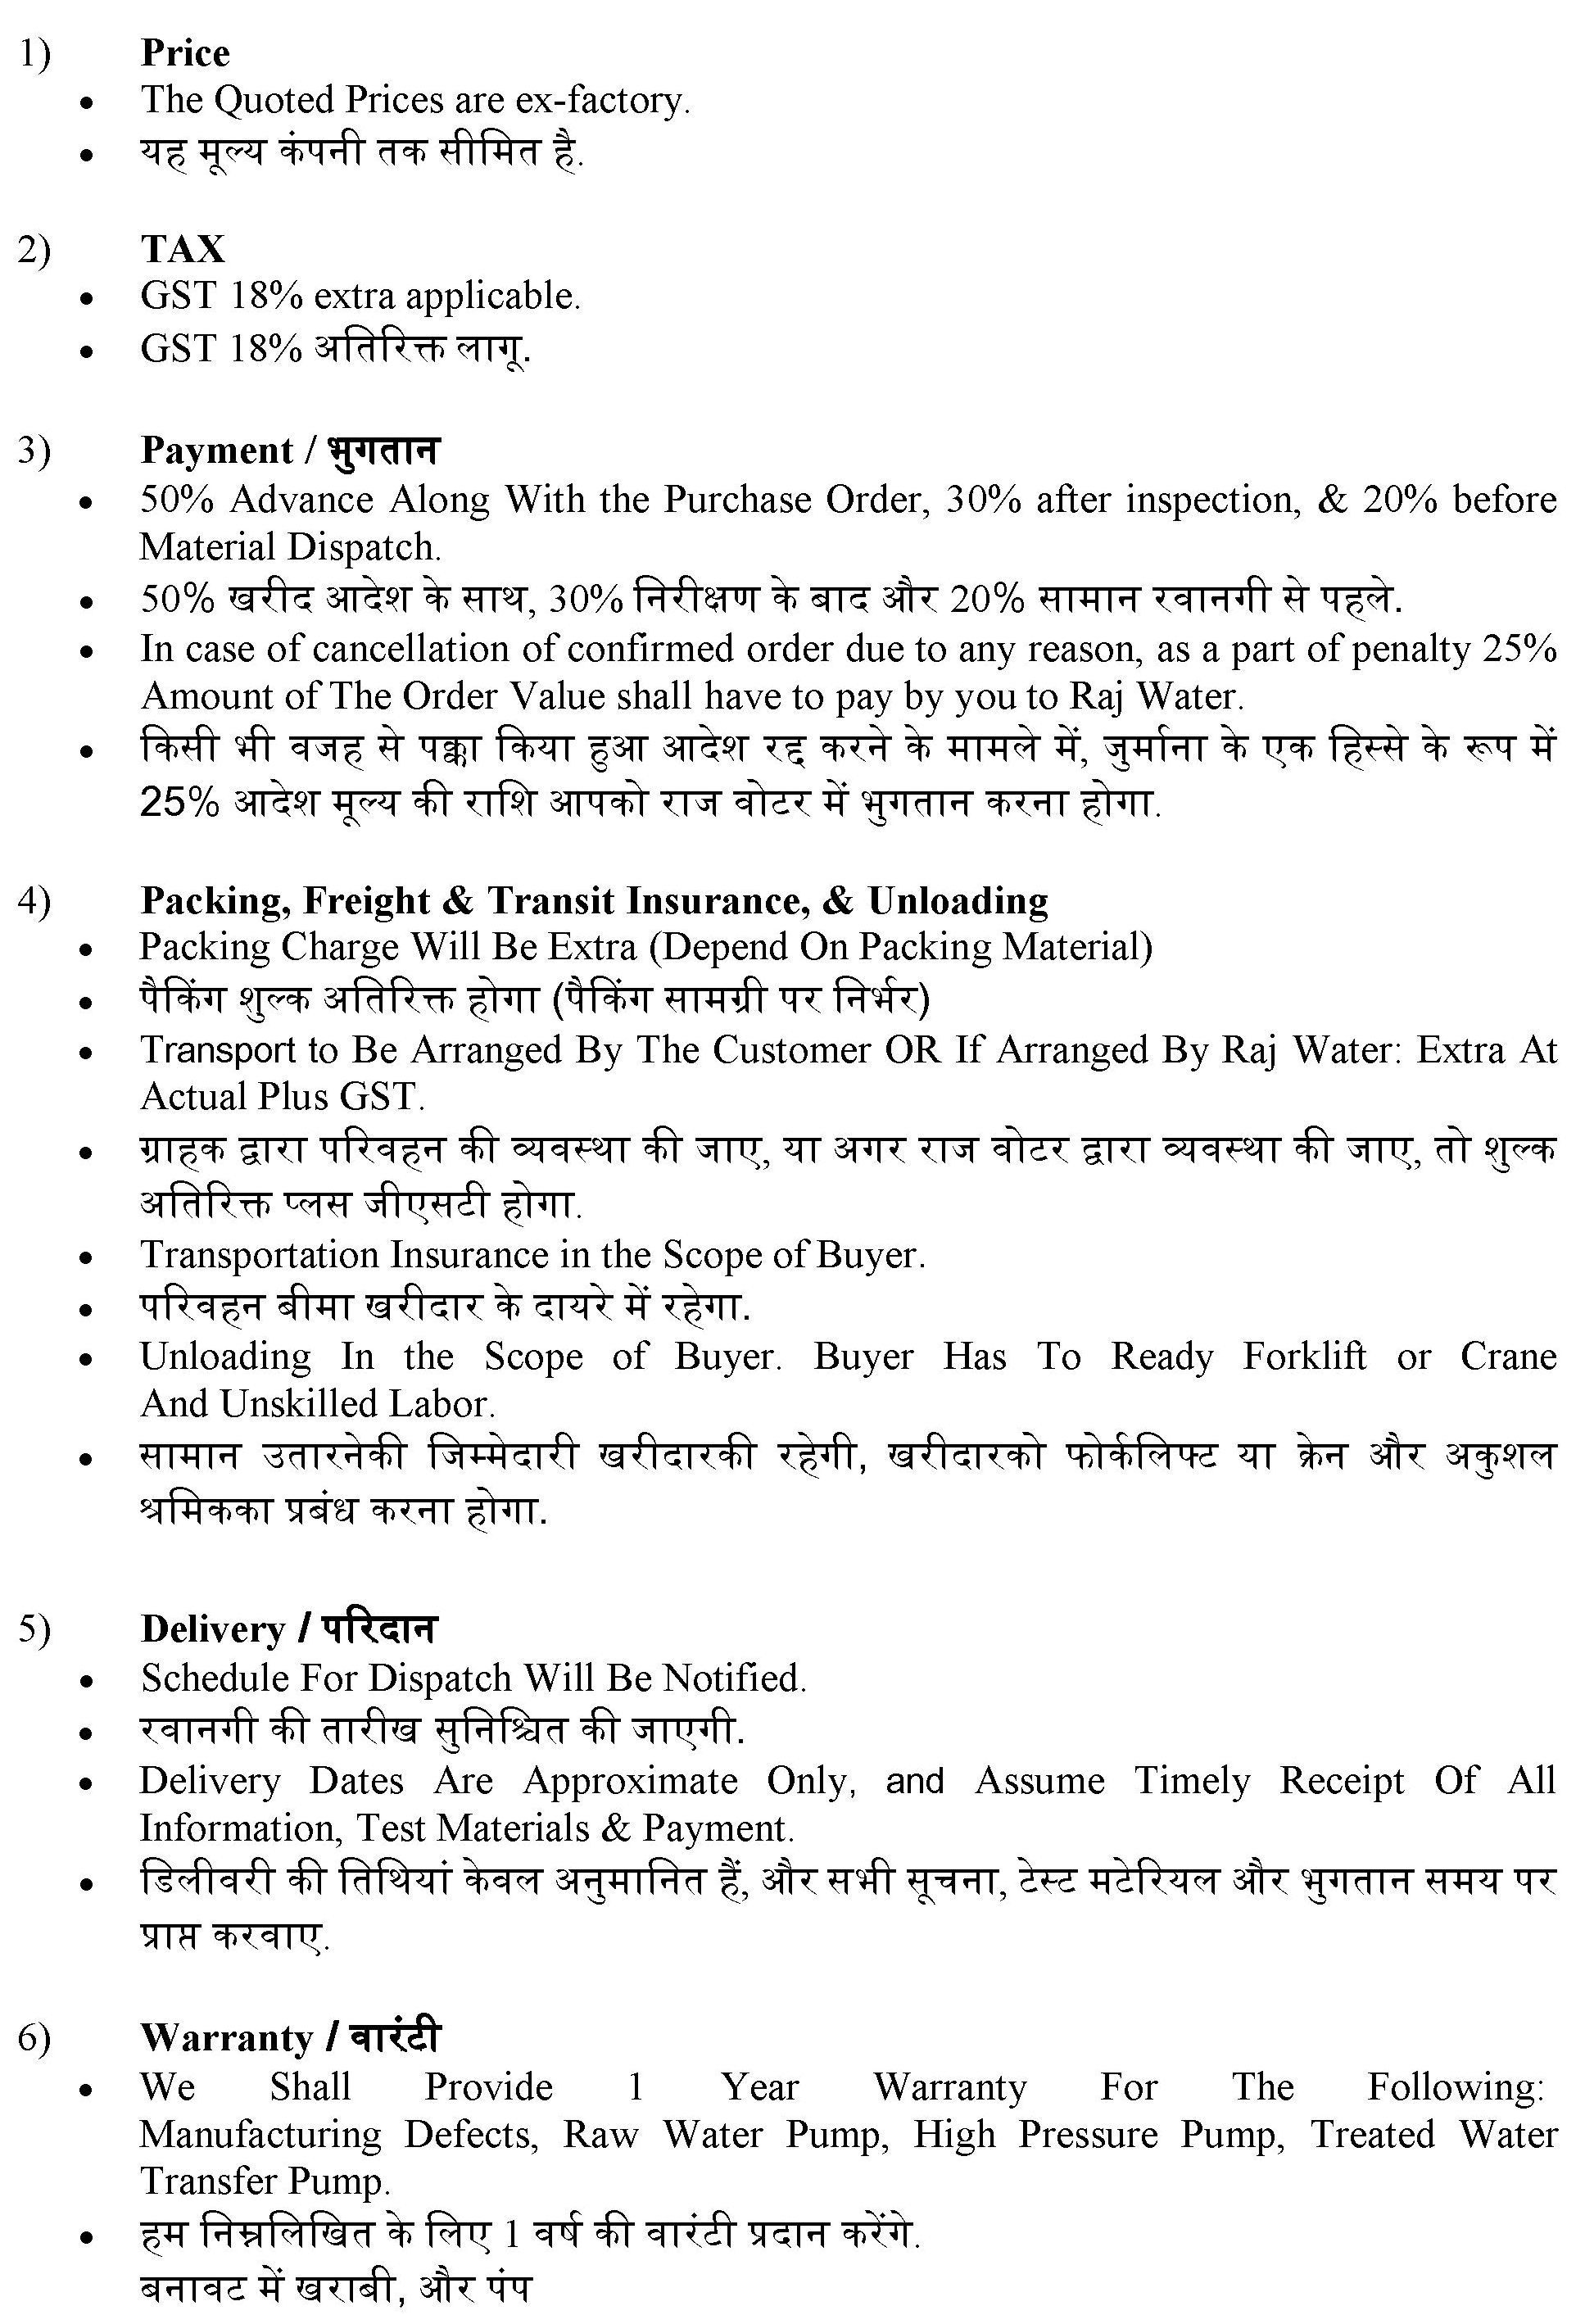 1) Price
• The Quoted Prices are ex-factory.
• यह मूल्य कंपनी तक सीमित है.
2) TAX
• GST 18% extra applicable.
• GST 18% अतिरिक्त लागू.
3) Payment / भुगतान
• 50% Advance Along With the Purchase Order, 30% after inspection, & 20% before
Material Dispatch.
• 50% खरीद आदेश के साथ, 30% निरीक्षण के बाद और 20% सामान रवानगी से पहले.
• In case of cancellation of confirmed order due to any reason, as a part of penalty 25%
Amount of The Order Value shall have to pay by you to Raj Water.
• किसी भी वजह से पक्का किया हुआ आदेश रद्द करने के मामले में, जुर्माना के एक हिस्से के रूप में
25% आदेश मूल्य की राशि आपको राज वोटर में भुगतान करना होगा.
4) Packing, Freight & Transit Insurance, & Unloading
• Packing Charge Will Be Extra (Depend On Packing Material)
• पैकिंग शुल्क अतिरिक्त होगा (पैकिंग सामग्री पर निर्भर)
• Transport to Be Arranged By The Customer OR If Arranged By Raj Water: Extra At
Actual Plus GST.
• ग्राहक द्वारा परिवहन की व्यवस्था की जाए, या अगर राज वोटर द्वारा व्यवस्था की जाए, तो शुल्क
अतिरिक्त प्लस जीएसटी होगा.
• Transportation Insurance in the Scope of Buyer.
• परिवहन बीमा खरीदार के दायरे में रहेगा.
• Unloading In the Scope of Buyer. Buyer Has To Ready Forklift or Crane
And Unskilled Labor.
• सामान उतारनेकी जिम्मेदारी खरीदारकी रहेगी, खरीदारको फोर्कलिफ्ट या क्रेन और अकुशल
श्रमिकका प्रबंध करना होगा.
5) Delivery / परिदान
• Schedule For Dispatch Will Be Notified.
• रवानगी की तारीख सुनिश्चित की जाएगी.
• Delivery Dates Are Approximate Only, and Assume Timely Receipt Of All
Information, Test Materials & Payment.
• डिलीवरी की तिथियां केवल अनुमानित हैं, और सभी सूचना, टेस्ट मटेरियल और भुगतान समय पर
प्राप्त करवाए.
6) Warranty / वारंटी
• We Shall Provide 1 Year Warranty For The Following:
Manufacturing Defects, Raw Water Pump, High Pressure Pump, Treated Water
Transfer Pump.
• हम निम्नलिखित के लिए 1 वर्ष की वारंटी प्रदान करेंगे.
बनावट में खराबी, और पंप